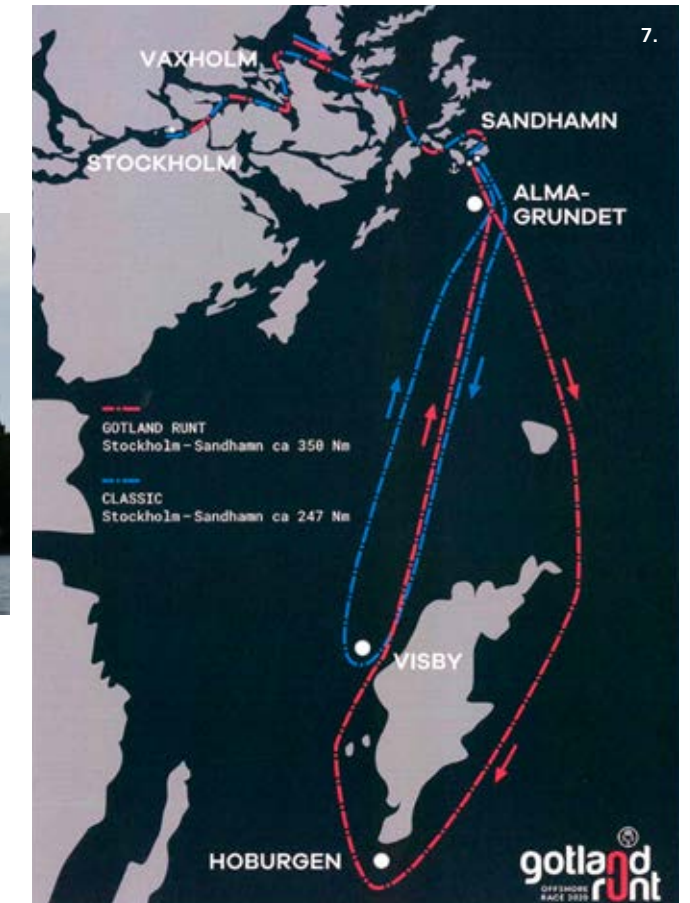 7.
VAXHOLM
STOCKHOLM
SANDHAMN
ALMA-
GRUNDET
GOTLAND RUNT
Stockholm–Sandhamn ca 350 Nm
CLASSIC
Stockholm–Sandhamn ca 247 Nm
VISBY
HOBURGEN
gotland
OFFSHORE
RACE 2020
runt